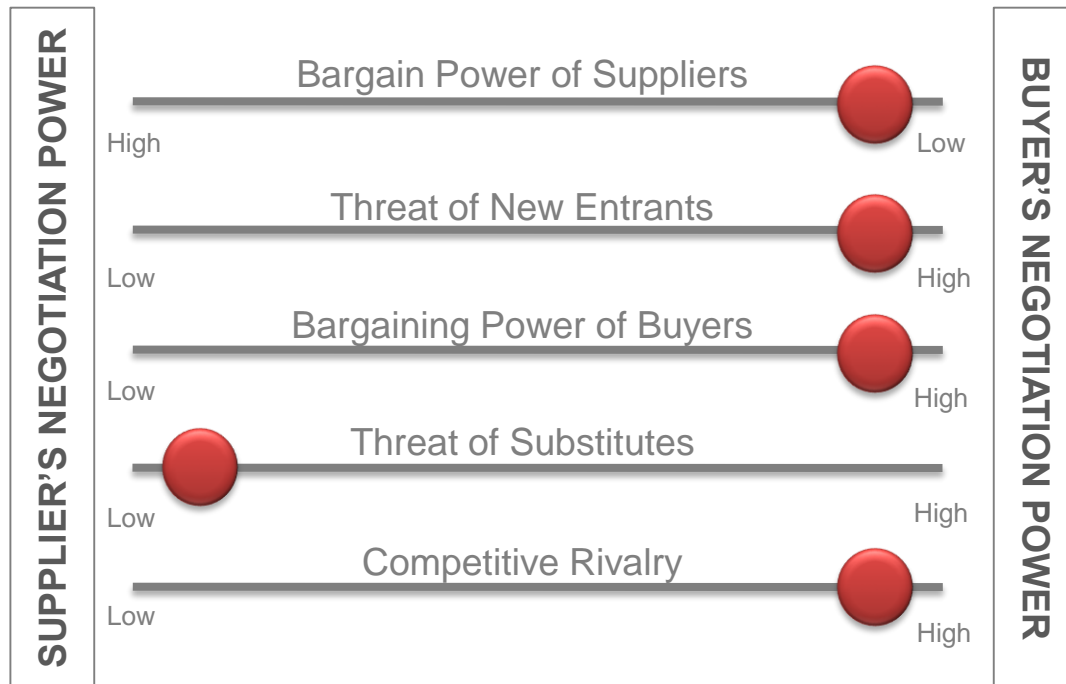 SUPPLIER'S NEGOTIATION POWER
Bargain Power of Suppliers
High
Low
Threat of New Entrants
Low
High
Bargaining Power of Buyers
Low
High
Threat of Substitutes
Low
High
Competitive Rivalry
Low
High
BUYER'S NEGOTIATION POWER